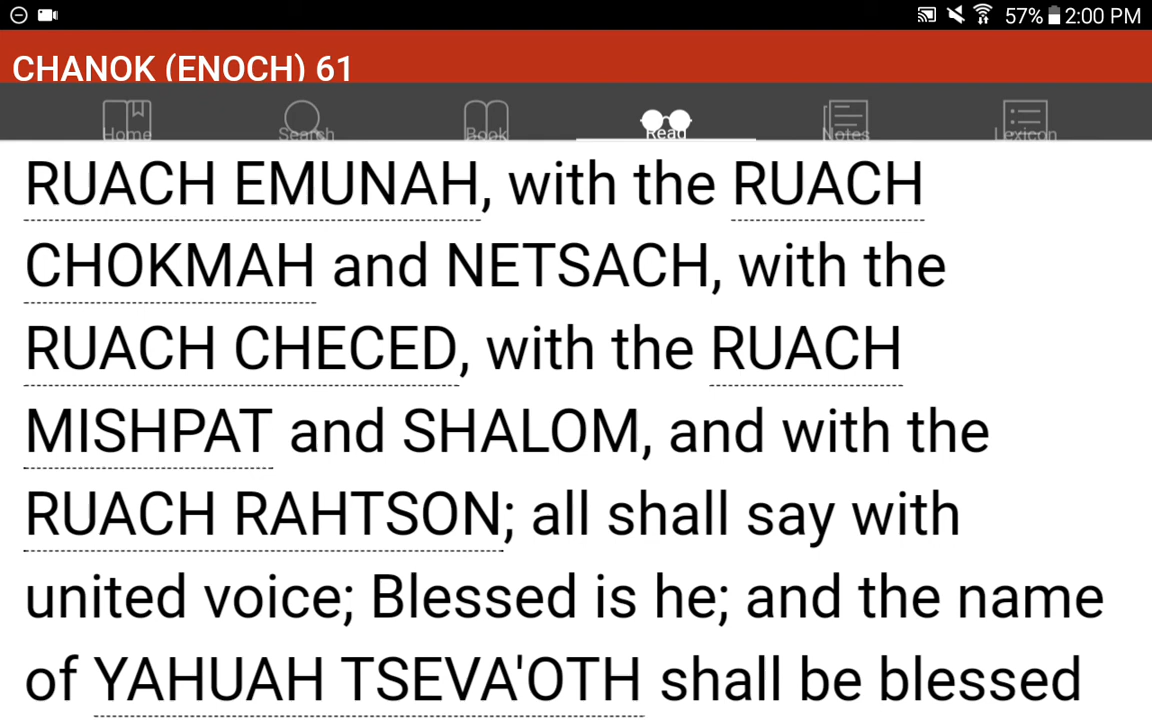 57% 2:00 PM
CHANOK (ENOCH) 61
Home Search Book Read Notes Lexicon
RUACH EMUNAH, with the RUACH
CHOKMAH and NETSACH, with the
RUACH CHECED, with the RUACH
MISHPAT and SHALOM, and with the
RUACH RAHTSON; all shall say with
united voice; Blessed is he; and the name
of YAHUAH TSEVA'OTH shall be blessed